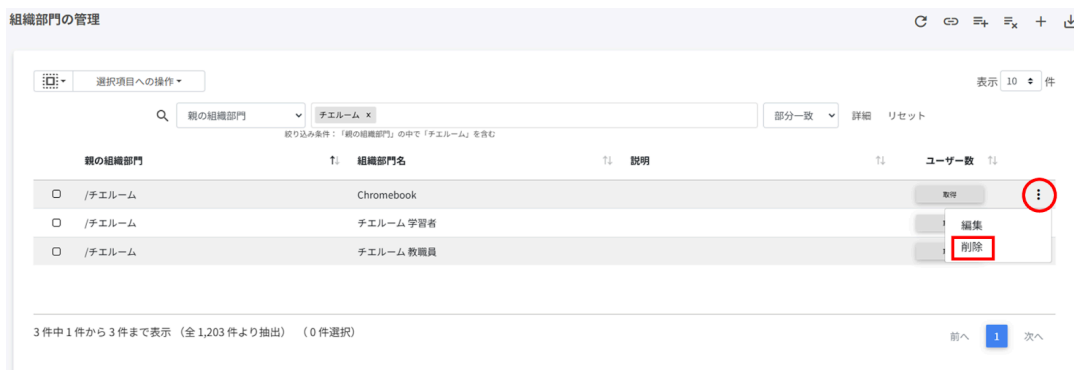 組織部門の管理
選択項目への操作
表示 10 件
親の組織部門 チエルーム x 部分一致 詳細 リセット
絞り込み条件：「親の組織部門」の中で「チエルーム」を含む
親の組織部門 組織部門名 説明 ユーザー数
/チエルーム Chromebook 取得
/チエルーム チエルーム 学習者
編集
/チエルーム チエルーム 教職員
削除
3 件中 1 件から 3 件まで表示 （全 1,203 件より抽出） （ 0 件選択）
前へ 1 次へ